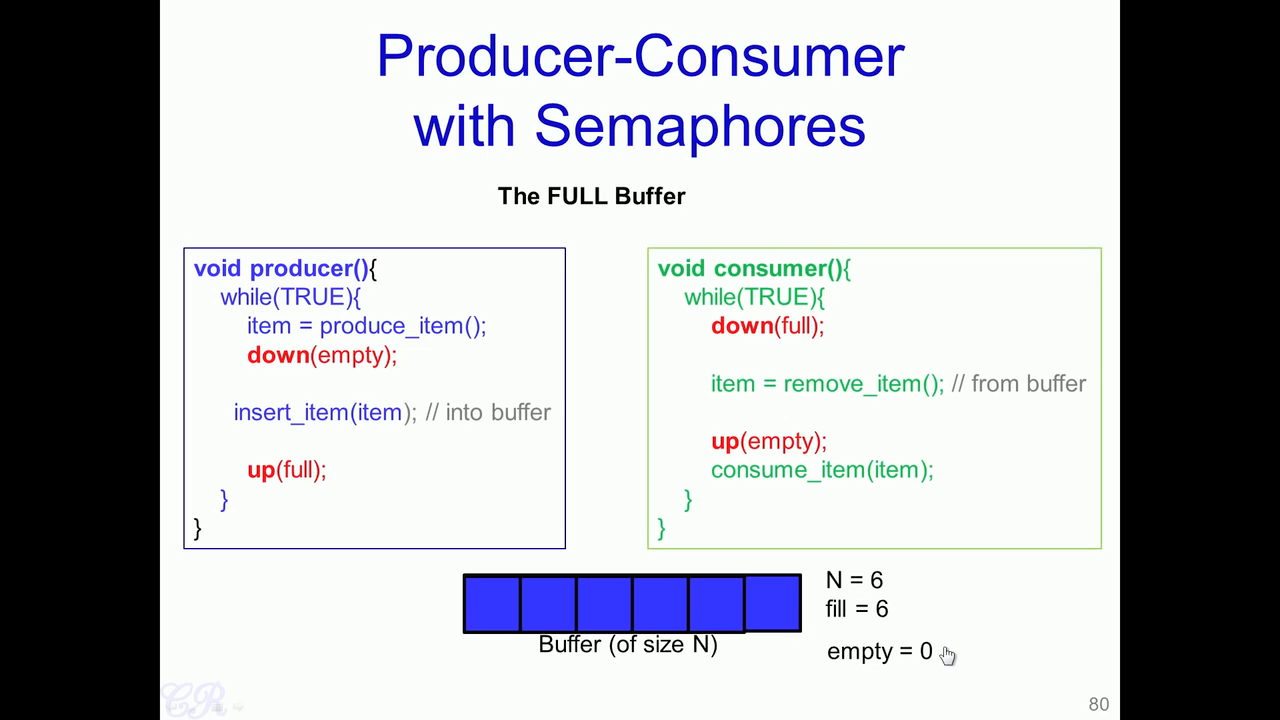 Producer-Consumer
with Semaphores
The FULL Buffer
void producer(){
while(TRUE){
item = produce_item();
down(empty);
insert_item(item); // into buffer
up(full);
}
}
void consumer(){
while(TRUE){
down(full);
item = remove_item(); // from buffer
up(empty);
consume_item(item);
}
}
N = 6
fill = 6
empty = 0
Buffer (of size N)
CR
80